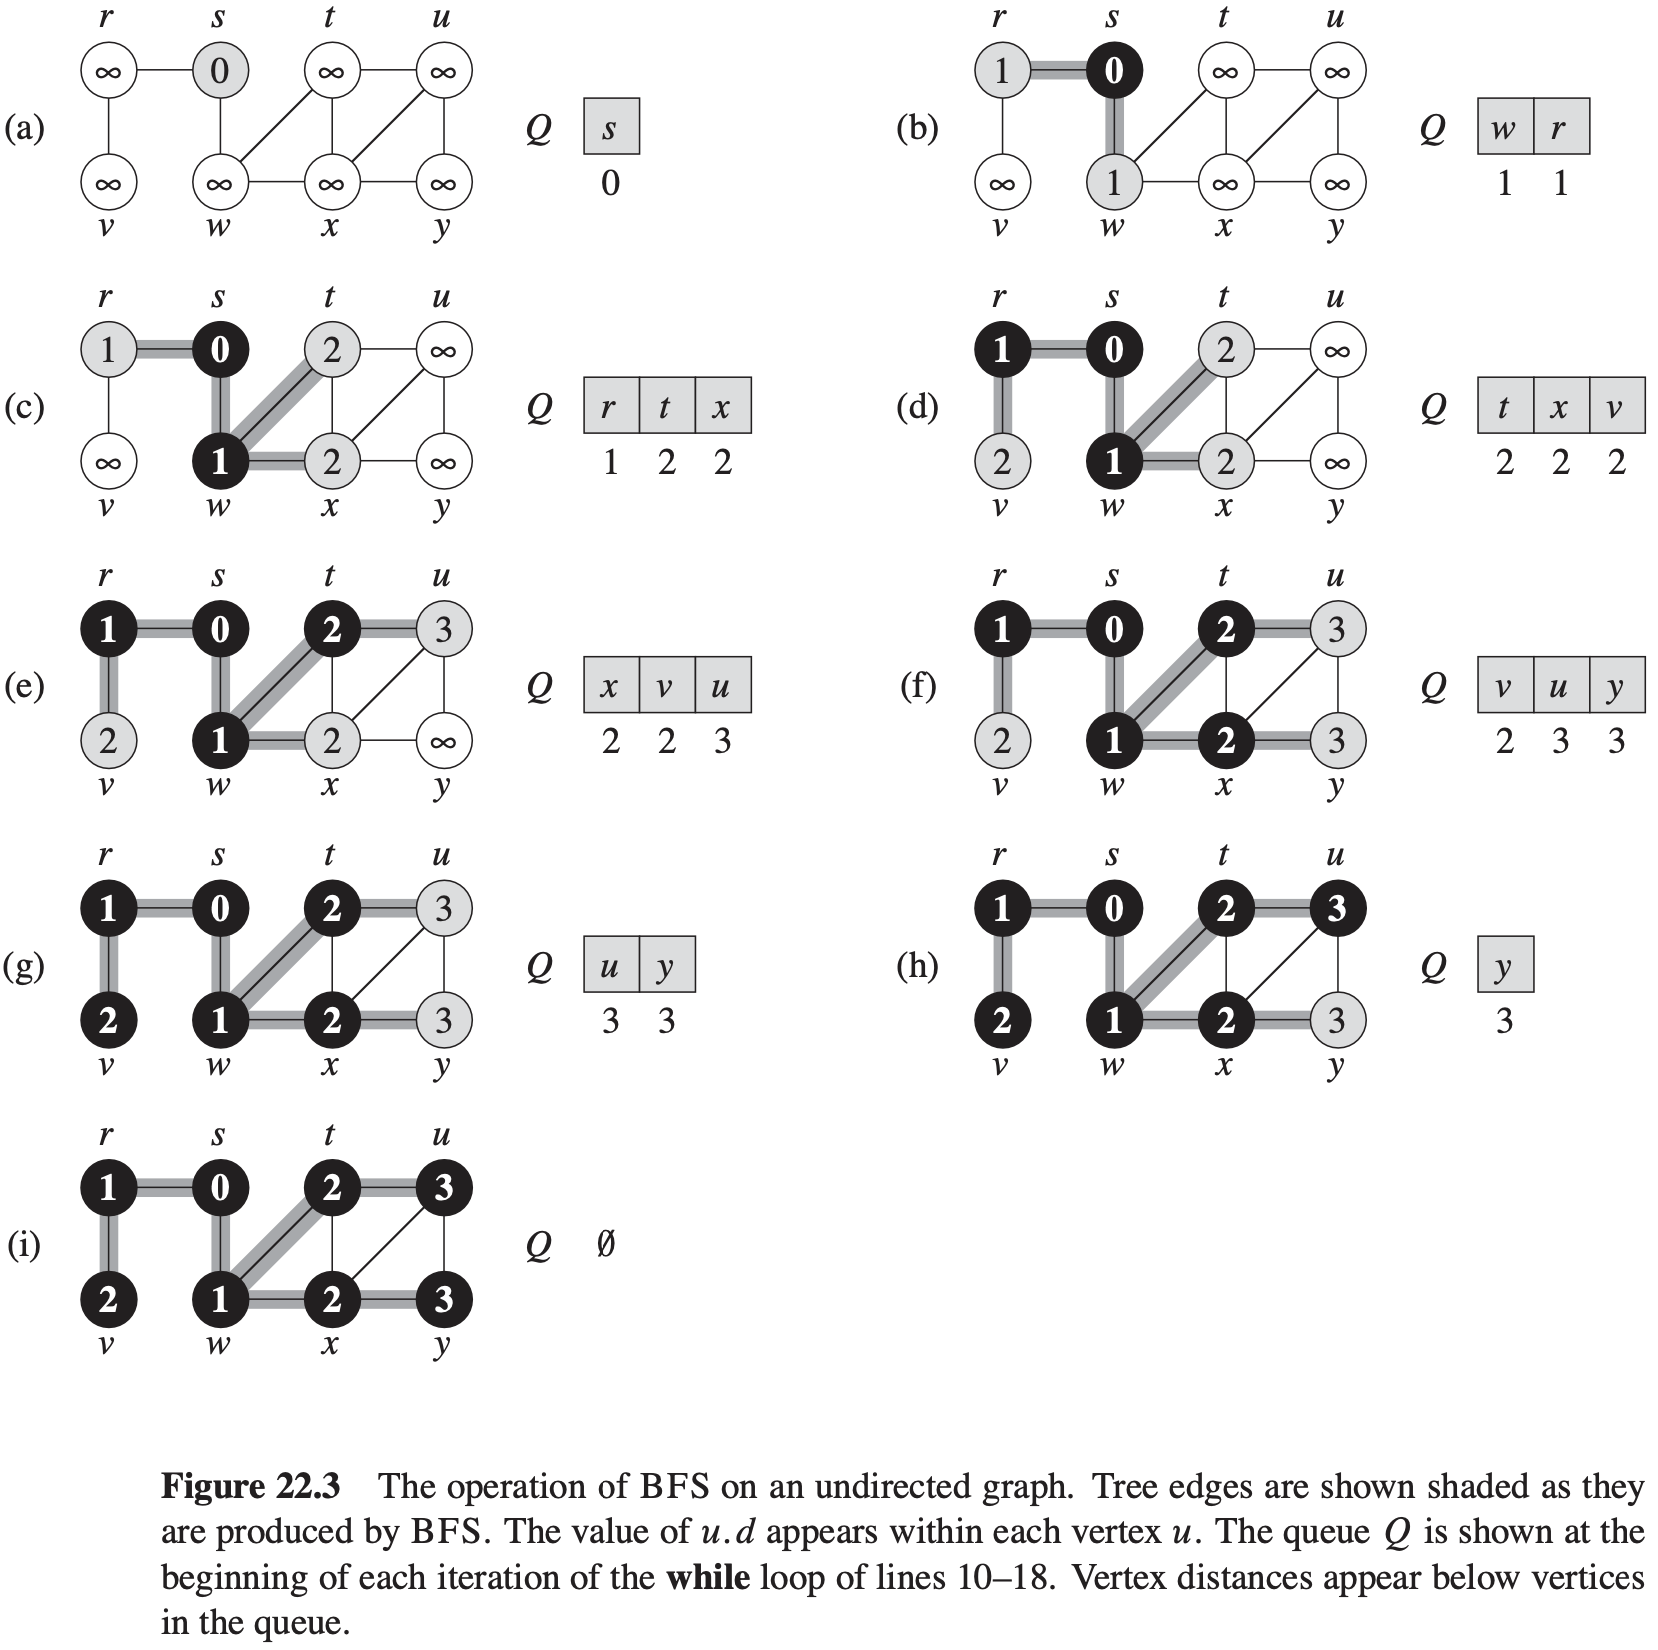 r s t u r s t u
∞ 0 ∞ ∞ 1 0 ∞ ∞
(a) Q s (b) Q w r
∞ ∞ ∞ ∞ 0 ∞ 1 ∞ ∞ 1 1
v w x y v w x y
r s t u r s t u
1 0 2 ∞ 1 0 2 ∞
(c) Q r t x (d) Q t x v
∞ 1 2 ∞ 1 2 2 2 1 2 ∞ 2 2 2
v w x y v w x y
r s t u r s t u
1 0 2 3 1 0 2 3
(e) Q x v u (f) Q v u y
2 1 2 ∞ 2 2 3 2 1 2 3 2 3 3
v w x y v w x y
r s t u r s t u
1 0 2 3 1 0 2 3
(g) Q u y (h) Q y
2 1 2 3 3 3 2 1 2 3 3
v w x y v w x y
r s t u
1 0 2 3
(i) Q ∅
2 1 2 3
v w x y
Figure 22.3 The operation of BFS on an undirected graph. Tree edges are shown shaded as they
are produced by BFS. The value of u.d appears within each vertex u. The queue Q is shown at the
beginning of each iteration of the while loop of lines 10–18. Vertex distances appear below vertices
in the queue.